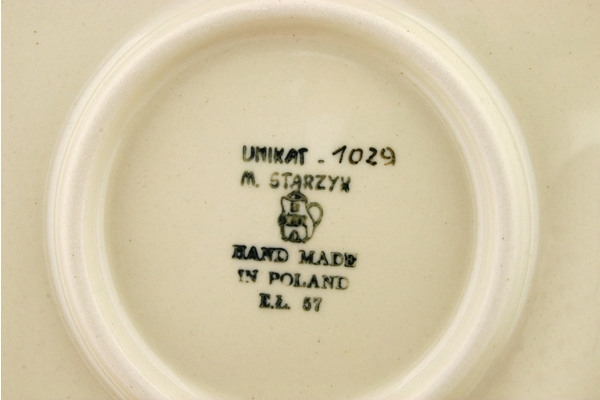 UNIKAT - 1029
M. STARZYK
HAND MADE
IN POLAND
E.Ł. 57